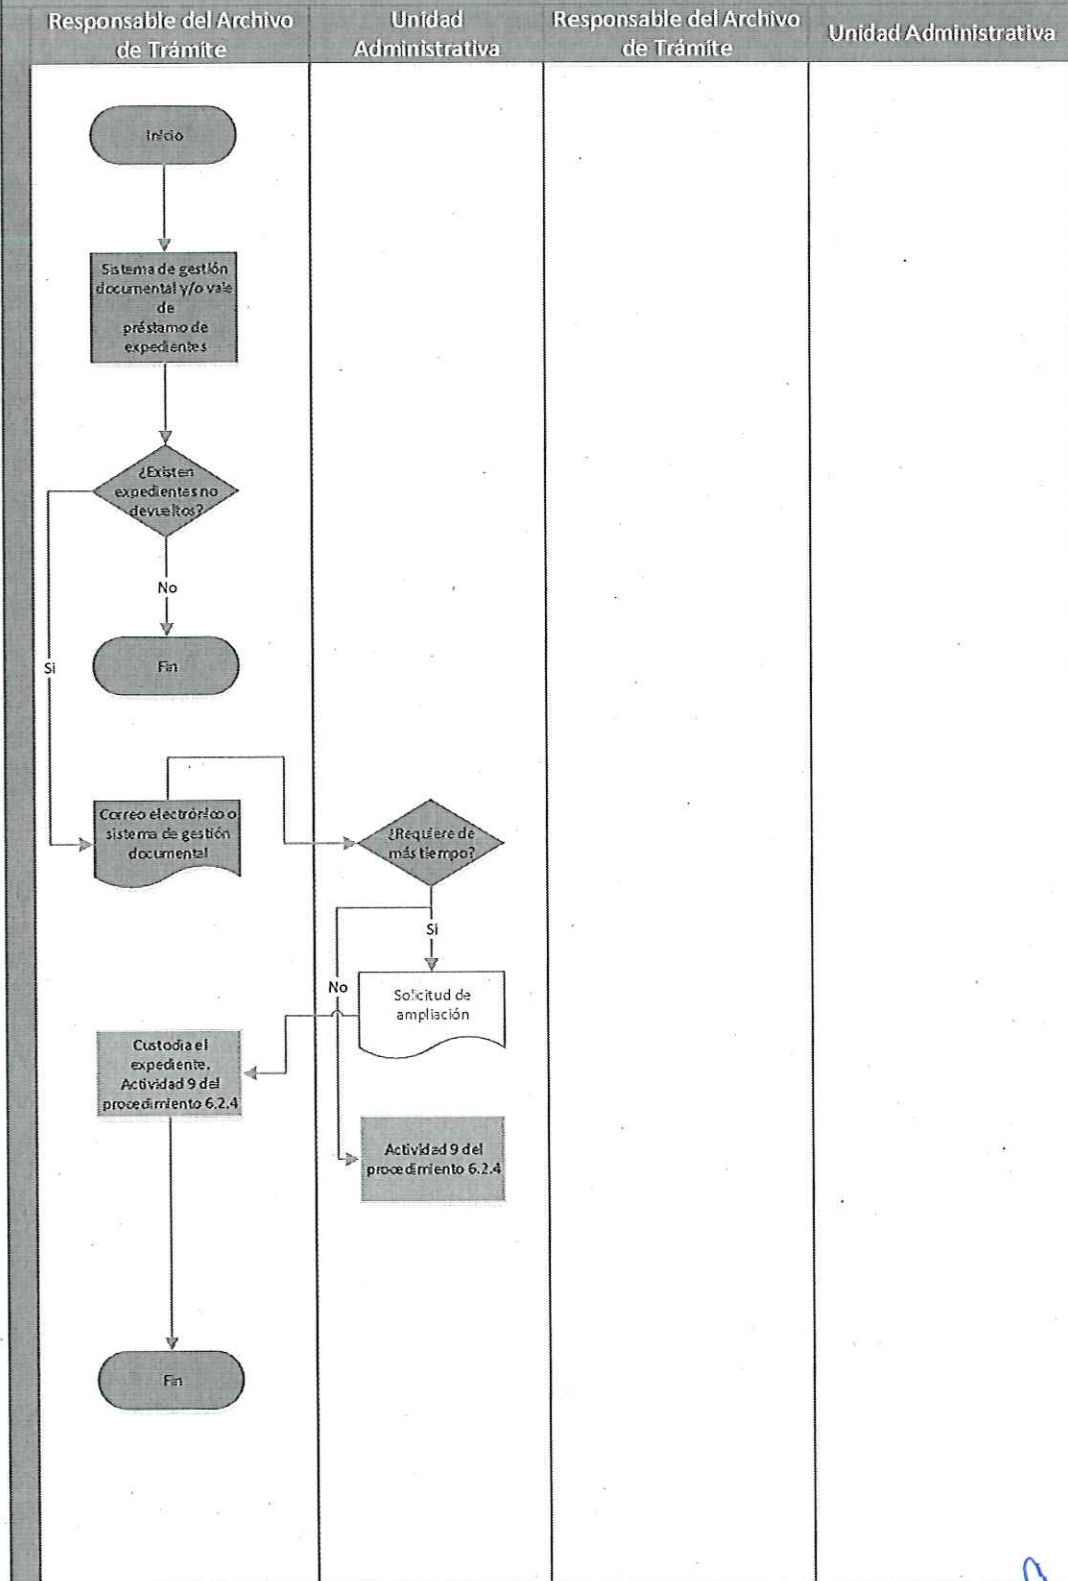 Responsable del Archivo
de Trámite
Unidad
Administrativa
Responsable del Archivo
de Trámite
Unidad Administrativa
Inicio
Sistema de gestión
documental y/o vale
de
préstamo de
expedientes
¿Existen
expedientes no
devueltos?
No
Fin
Si
Correo electrónico o
sistema de gestión
documental
¿Requiere de
más tiempo?
Si
No
Solicitud de
ampliación
Custodia el
expediente.
Actividad 9 del
procedimiento 6.2.4
Actividad 9 del
procedimiento 6.2.4
Fin